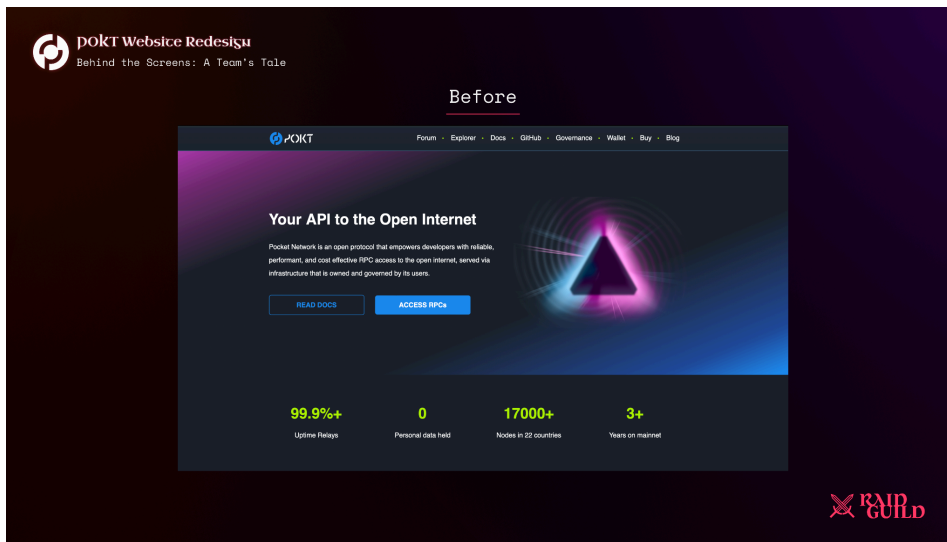 POKT Website Redesign
Behind the Screens: A Team's Tale
Before
POKT
Forum • Explorer • Docs • GitHub • Governance • Wallet • Buy • Blog
Your API to the Open Internet
Pocket Network is an open protocol that empowers developers with reliable,
performant, and cost effective RPC access to the open internet, served via
infrastructure that is owned and governed by its users.
READ DOCS ACCESS RPCs
99.9%+ 0 17000+ 3+
Uptime Relays Personal data held Nodes in 22 countries Years on mainnet
RAID
GUILD